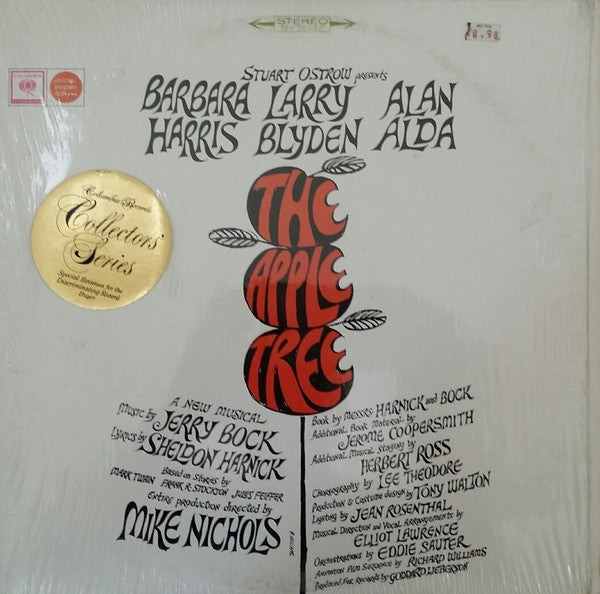 STEREO
$8.98
COLUMBIA
Stuart Ostrow presents
BARBARA LARRY ALAN
HARRIS BLYDEN ALDA
Columbia Records
Collectors'
Series
Special Reissues for the
Discriminating Record
Buyer
THE
APPLE
TREE
A NEW MUSICAL
Music by JERRY BOCK
Lyrics by SHELDON HARNICK
Based on Stories by
MARK TWAIN FRANK R. STOCKTON JULES FEIFFER
Entire production directed by
MIKE NICHOLS
Book by Messrs HARNICK and BOCK
Additional Book Material by
JEROME COOPERSMITH
Additional Musical Staging by
HERBERT ROSS
Choreography by LEE THEODORE
Production & Costume design by TONY WALTON
Lighting by JEAN ROSENTHAL
Musical Direction and Vocal Arrangements by
ELLIOT LAWRENCE
Orchestrations by EDDIE SAUTER
Animation Film Sequence by RICHARD WILLIAMS
Produced For Records by GODDARD LIEBERSON